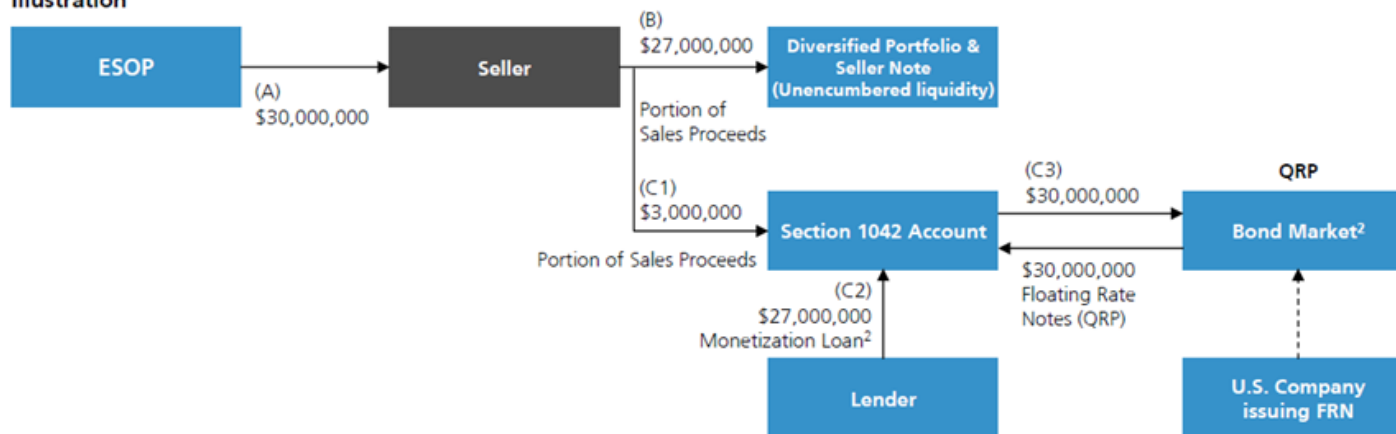 Illustration
ESOP
(A)
$30,000,000
Seller
(B)
$27,000,000
Diversified Portfolio &
Seller Note
(Unencumbered liquidity)
Portion of
Sales Proceeds
(C1)
$3,000,000
Portion of Sales Proceeds
Section 1042 Account
(C3)
$30,000,000
QRP
Bond Market²
$30,000,000
Floating Rate
Notes (QRP)
(C2)
$27,000,000
Monetization Loan²
Lender
U.S. Company
issuing FRN